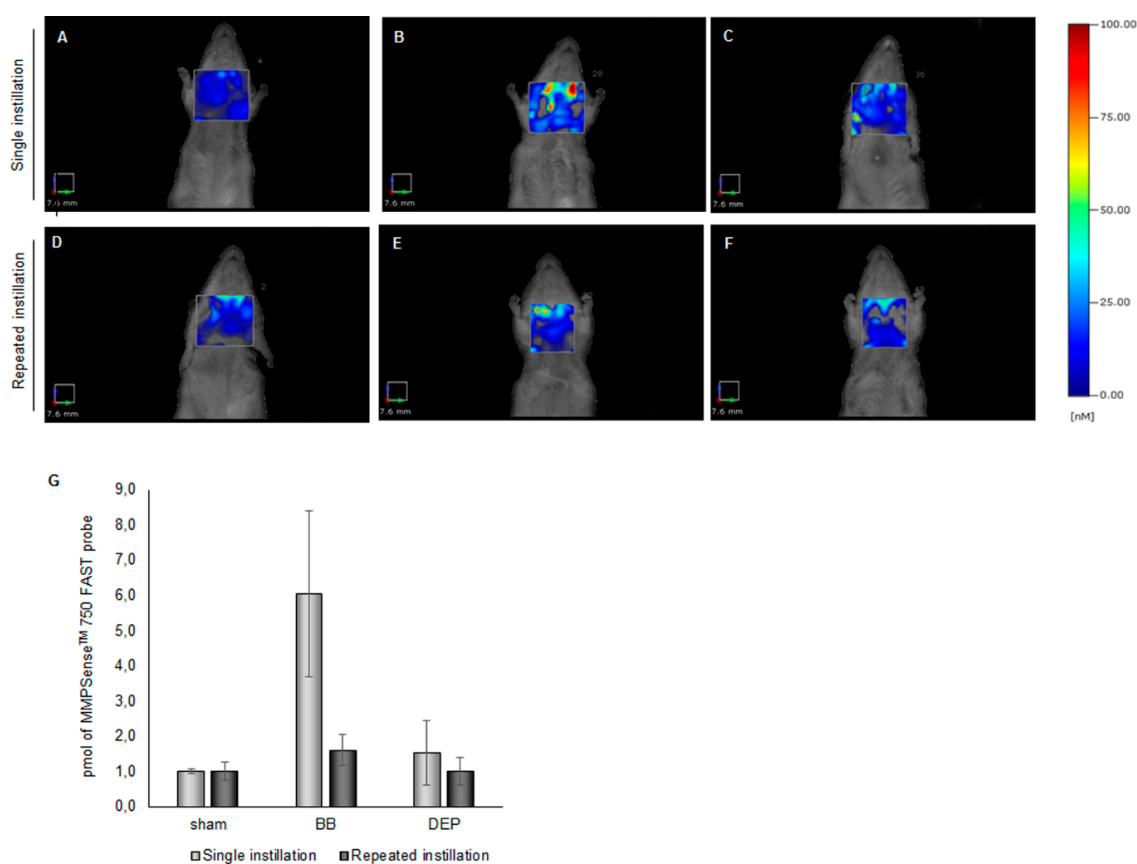 A
4
7.6 mm
B
28
7.6 mm
C
36
7.6 mm
Single instillation
D
2
7.6 mm
E
7.6 mm
F
7.6 mm
Repeated instillation
100.00
75.00
50.00
25.00
0.00
[nM]
G
pmol of MMPSense™ 750 FAST probe
9,0
8,0
7,0
6,0
5,0
4,0
3,0
2,0
1,0
0,0
sham BB DEP
Single instillation Repeated instillation